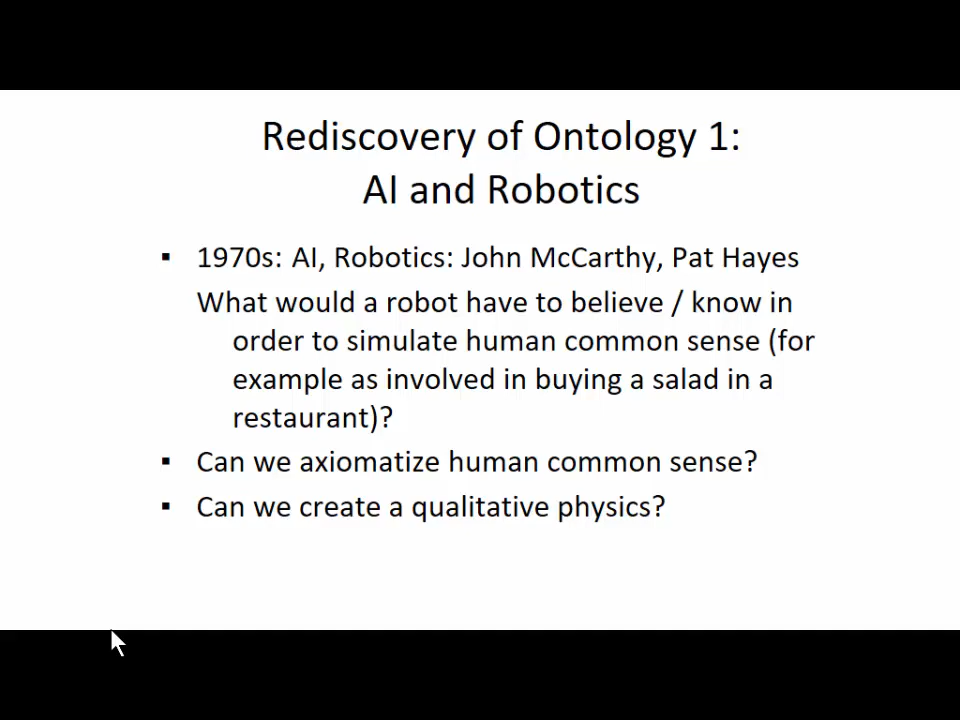 Rediscovery of Ontology 1:
AI and Robotics
▪ 1970s: AI, Robotics: John McCarthy, Pat Hayes
What would a robot have to believe / know in
order to simulate human common sense (for
example as involved in buying a salad in a
restaurant)?
▪ Can we axiomatize human common sense?
▪ Can we create a qualitative physics?